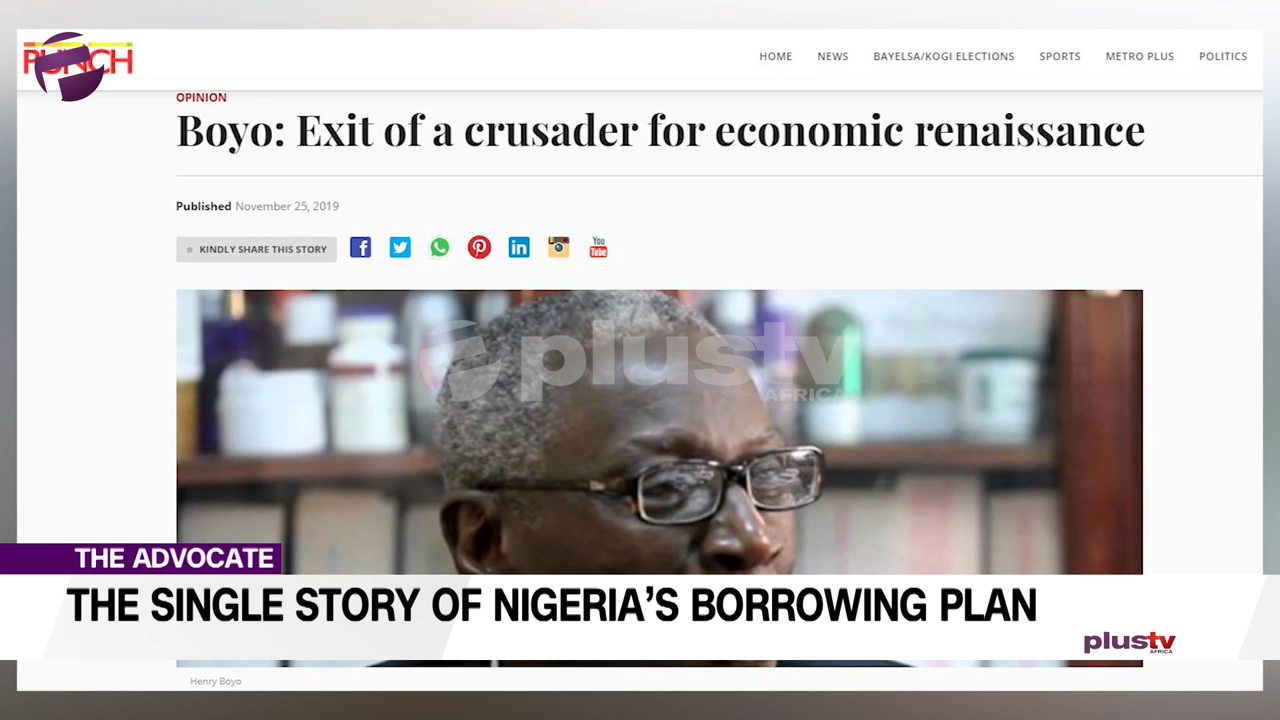 PUNCH
HOME NEWS BAYELSA/KOGI ELECTIONS SPORTS METRO PLUS POLITICS
OPINION
Boyo: Exit of a crusader for economic renaissance
Published November 25, 2019
KINDLY SHARE THIS STORY
You
Tube
plustv
AFRICA
THE ADVOCATE
THE SINGLE STORY OF NIGERIA'S BORROWING PLAN
plustv
AFRICA
Henry Boyo